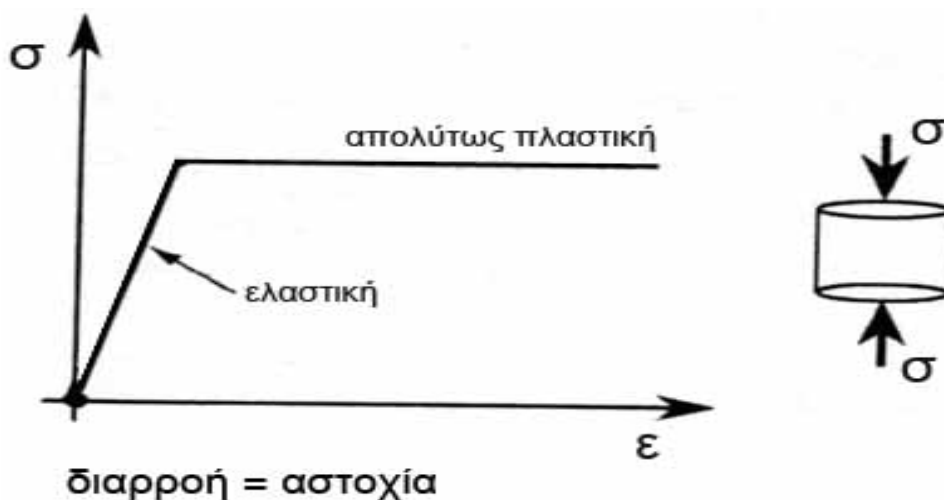 σ
απολύτως πλαστική
ελαστική
ε
διαρροή = αστοχία
σ
σ